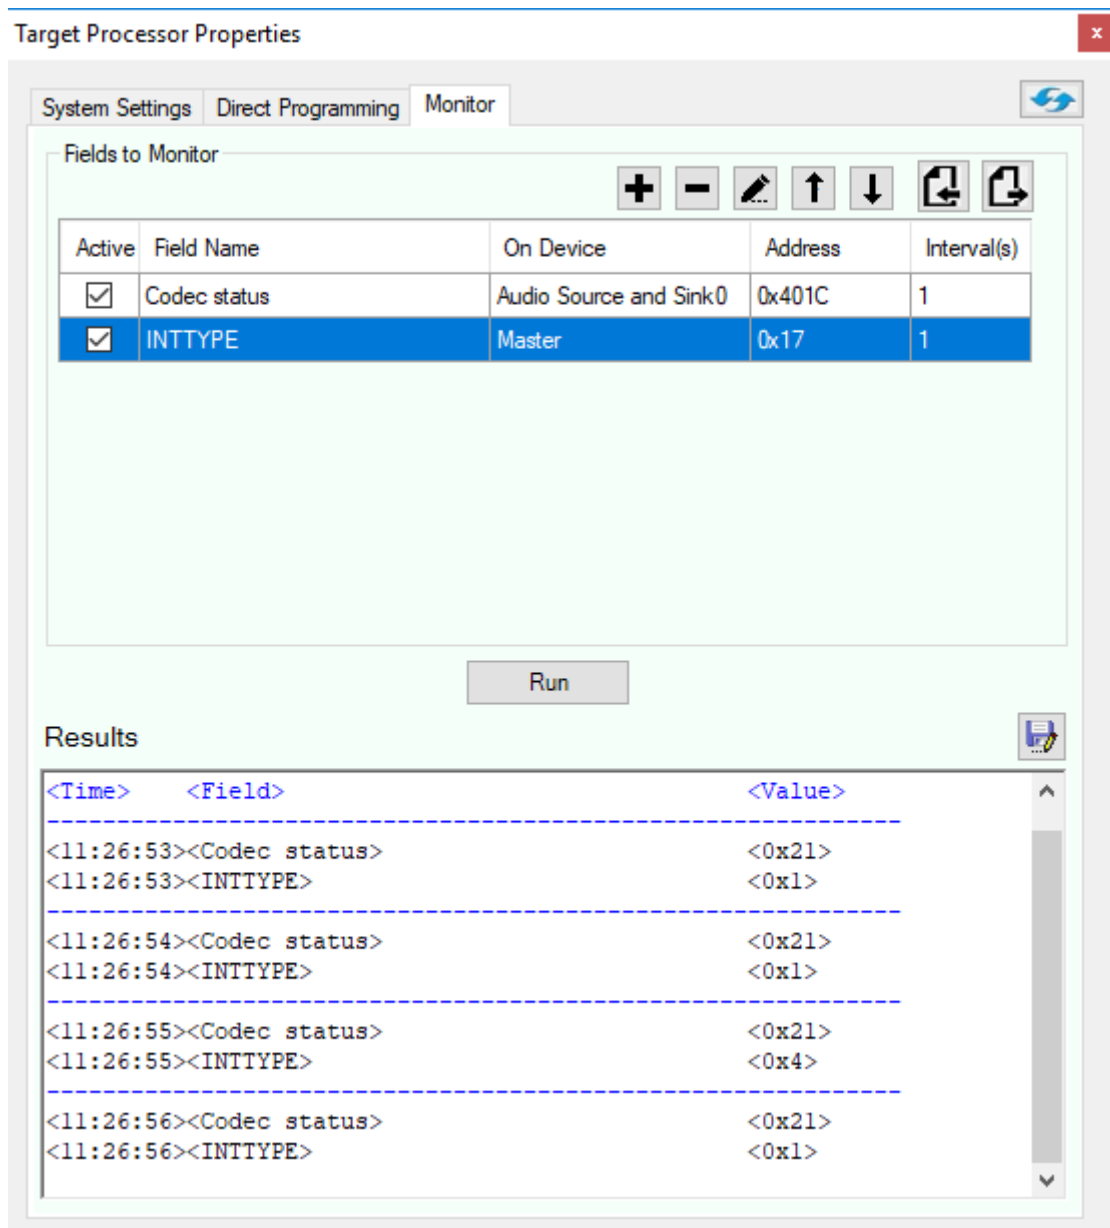 Target Processor Properties
x
System Settings Direct Programming Monitor
Fields to Monitor
Active Field Name On Device Address Interval(s)
Codec status Audio Source and Sink0 0x401C 1
INTTYPE Master 0x17 1
Run
Results
<Time> <Field> <Value>
-------------------------------------------------------------
<11:26:53><Codec status> <0x21>
<11:26:53><INTTYPE> <0x1>
-------------------------------------------------------------
<11:26:54><Codec status> <0x21>
<11:26:54><INTTYPE> <0x1>
-------------------------------------------------------------
<11:26:55><Codec status> <0x21>
<11:26:55><INTTYPE> <0x4>
-------------------------------------------------------------
<11:26:56><Codec status> <0x21>
<11:26:56><INTTYPE> <0x1>